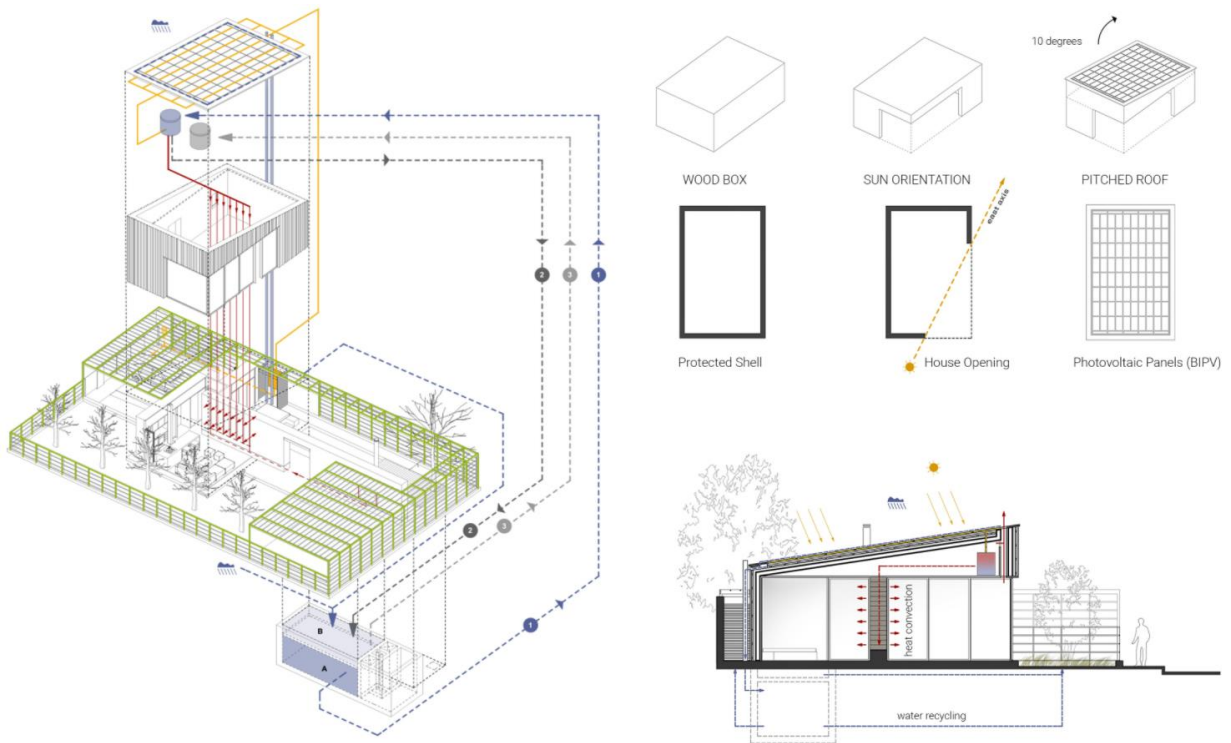 10 degrees
WOOD BOX
SUN ORIENTATION
PITCHED ROOF
east axis
Protected Shell
House Opening
Photovoltaic Panels (BIPV)
2
3
1
2
3
1
B
A
heat convection
water recycling